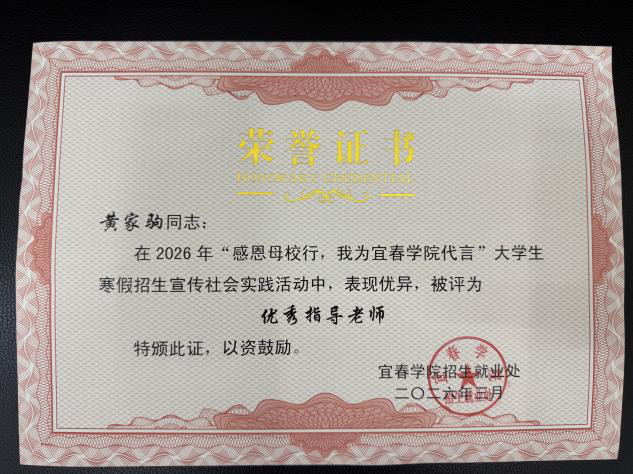 荣誉证书
HONORARY CREDENTIAL
黄家驹同志：
在 2026 年“感恩母校行，我为宜春学院代言”大学生
寒假招生宣传社会实践活动中，表现优异，被评为
优秀指导老师
特颁此证，以资鼓励。
宜春学院招生就业处
二〇二六年三月